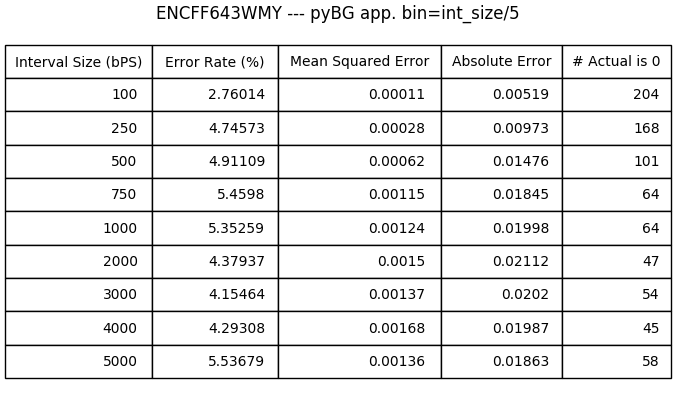 ENCFF643WMY --- pyBG app. bin=int_size/5
Interval Size (bPS) Error Rate (%) Mean Squared Error Absolute Error # Actual is 0
100 2.76014 0.00011 0.00519 204
250 4.74573 0.00028 0.00973 168
500 4.91109 0.00062 0.01476 101
750 5.4598 0.00115 0.01845 64
1000 5.35259 0.00124 0.01998 64
2000 4.37937 0.0015 0.02112 47
3000 4.15464 0.00137 0.0202 54
4000 4.29308 0.00168 0.01987 45
5000 5.53679 0.00136 0.01863 58